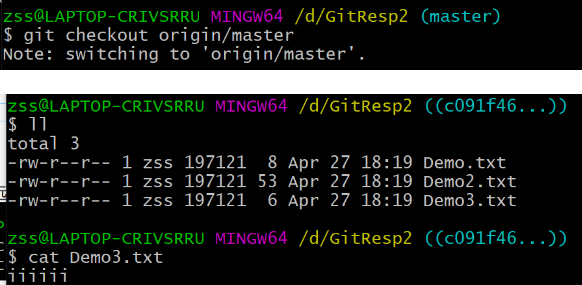 zss@LAPTOP-CRIVSRRU MINGW64 /d/GitResp2 (master)
$ git checkout origin/master
Note: switching to 'origin/master'.
zss@LAPTOP-CRIVSRRU MINGW64 /d/GitResp2 ((c091f46...))
$ ll
total 3
-rw-r--r-- 1 zss 197121  8 Apr 27 18:19 Demo.txt
-rw-r--r-- 1 zss 197121 53 Apr 27 18:19 Demo2.txt
-rw-r--r-- 1 zss 197121  6 Apr 27 18:19 Demo3.txt
zss@LAPTOP-CRIVSRRU MINGW64 /d/GitResp2 ((c091f46...))
$ cat Demo3.txt
iiiiii